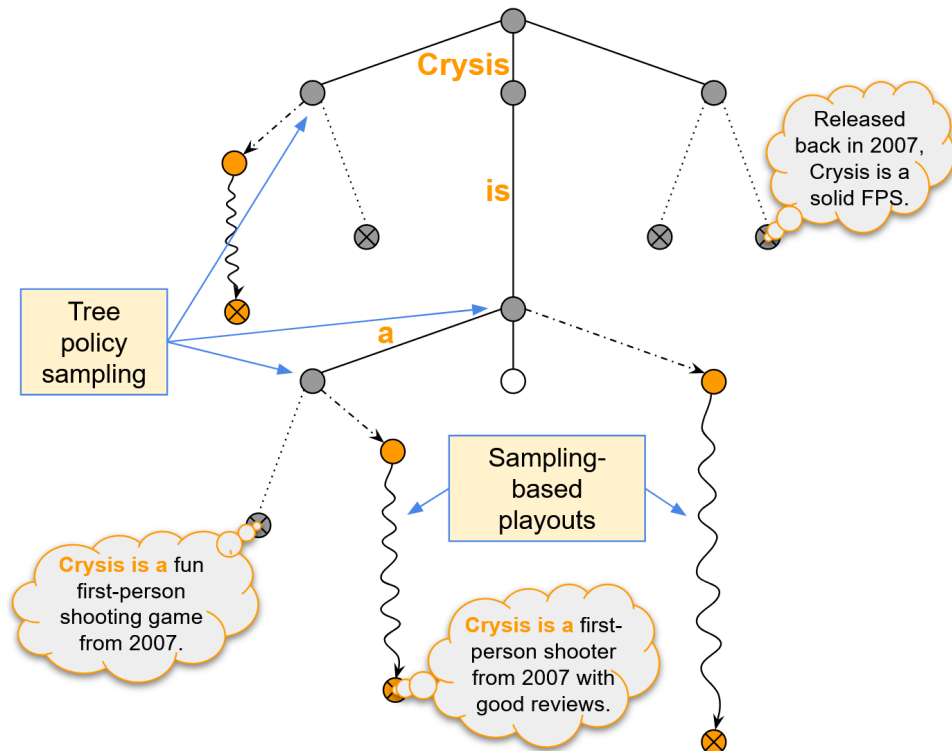 Crysis
Released
back in 2007,
Crysis is a
solid FPS.
is
Tree
policy
sampling
a
Sampling-
based
playouts
Crysis is a fun
first-person
shooting game
from 2007.
Crysis is a first-
person shooter
from 2007 with
good reviews.